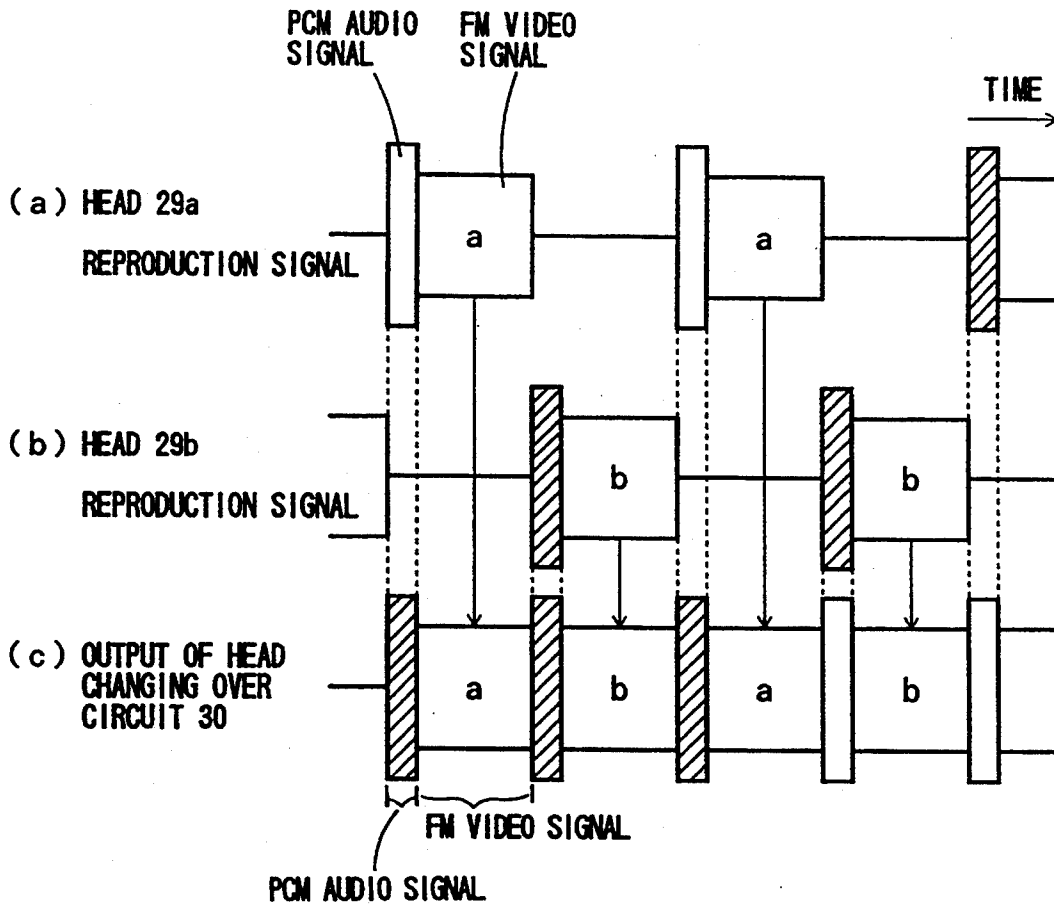 PCM AUDIO
SIGNAL
FM VIDEO
SIGNAL
TIME
(a) HEAD 29a
REPRODUCTION SIGNAL
a
a
(b) HEAD 29b
REPRODUCTION SIGNAL
b
b
(c) OUTPUT OF HEAD
CHANGING OVER
CIRCUIT 30
a
b
a
b
FM VIDEO SIGNAL
PCM AUDIO SIGNAL